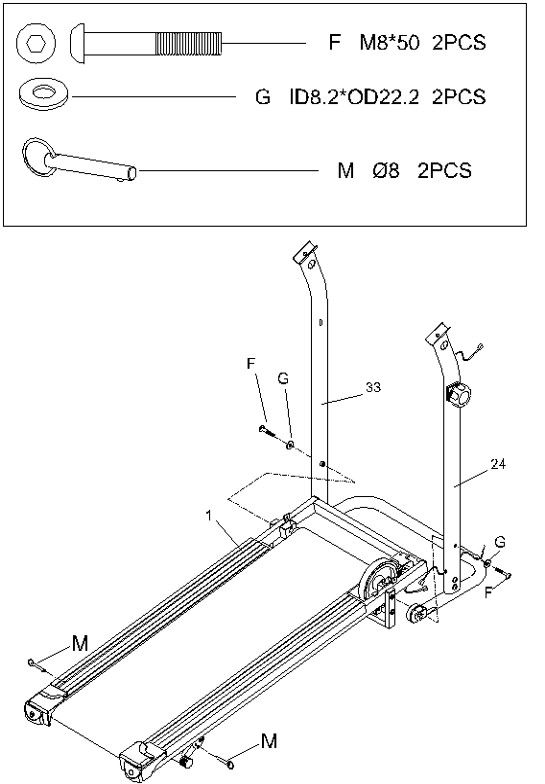 F M8*50 2PCS
G ID8.2*OD22.2 2PCS
M Ø8 2PCS
F
G
33
24
1
G
F
M
M